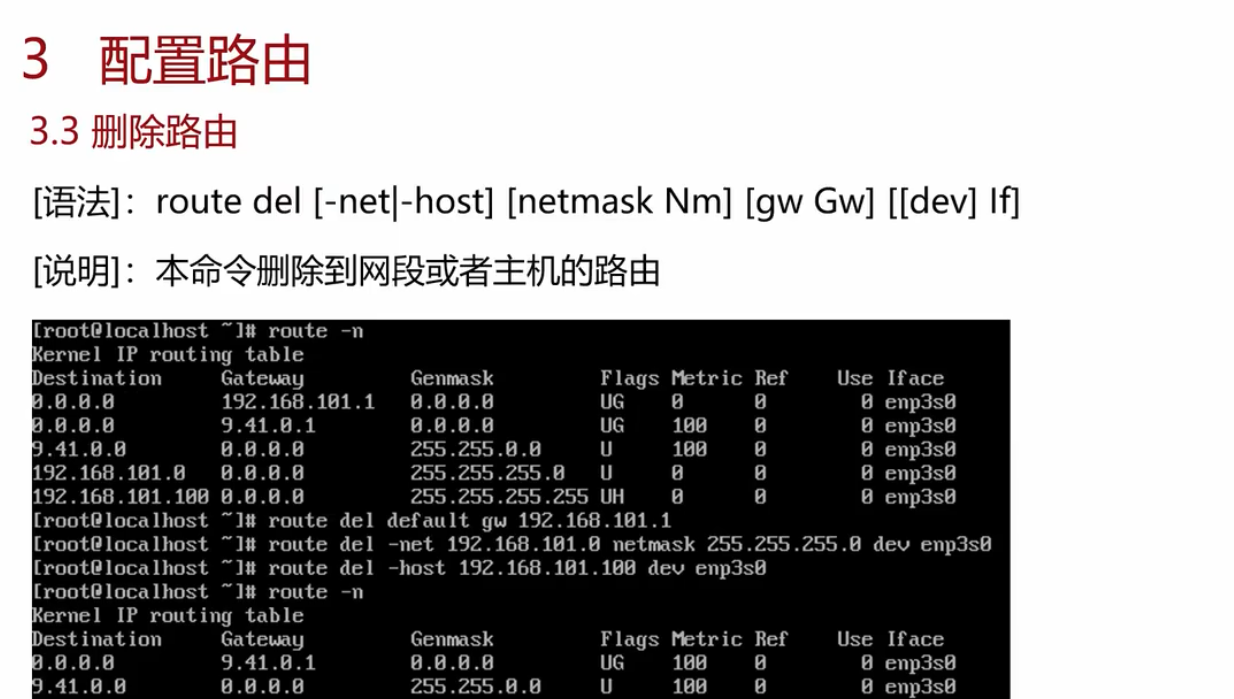 3 配置路由
3.3 删除路由
[语法]：route del [-net|-host] [netmask Nm] [gw Gw] [[dev] If]
[说明]：本命令删除到网段或者主机的路由
[root@localhost ~]# route -n
Kernel IP routing table
Destination Gateway Genmask Flags Metric Ref Use Iface
0.0.0.0 192.168.101.1 0.0.0.0 UG 0 0 0 enp3s0
0.0.0.0 9.41.0.1 0.0.0.0 UG 100 0 0 enp3s0
9.41.0.0 0.0.0.0 255.255.0.0 U 100 0 0 enp3s0
192.168.101.0 0.0.0.0 255.255.255.0 U 0 0 0 enp3s0
192.168.101.100 0.0.0.0 255.255.255.255 UH 0 0 0 enp3s0
[root@localhost ~]# route del default gw 192.168.101.1
[root@localhost ~]# route del -net 192.168.101.0 netmask 255.255.255.0 dev enp3s0
[root@localhost ~]# route del -host 192.168.101.100 dev enp3s0
[root@localhost ~]# route -n
Kernel IP routing table
Destination Gateway Genmask Flags Metric Ref Use Iface
0.0.0.0 9.41.0.1 0.0.0.0 UG 100 0 0 enp3s0
9.41.0.0 0.0.0.0 255.255.0.0 U 100 0 0 enp3s0